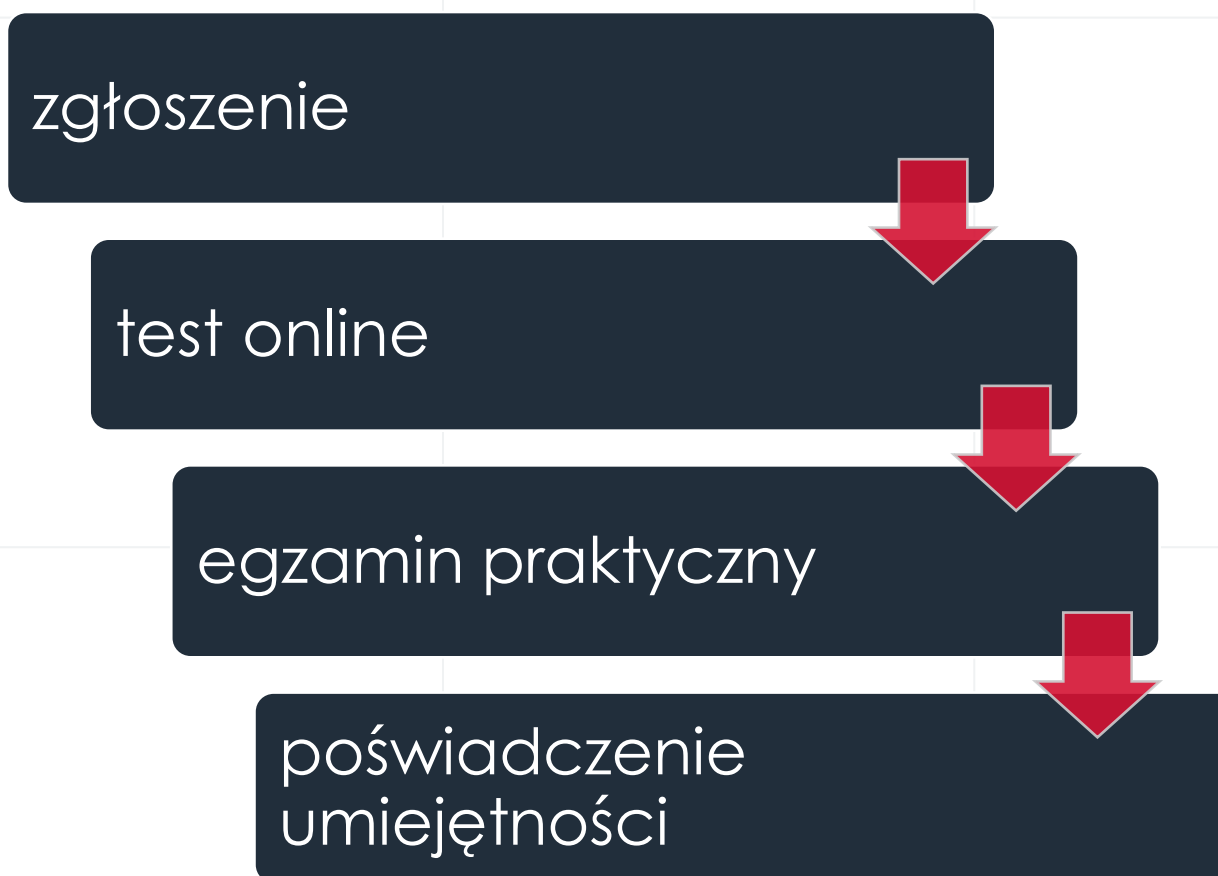 zgłoszenie
test online
egzamin praktyczny
poświadczenie
umiejętności